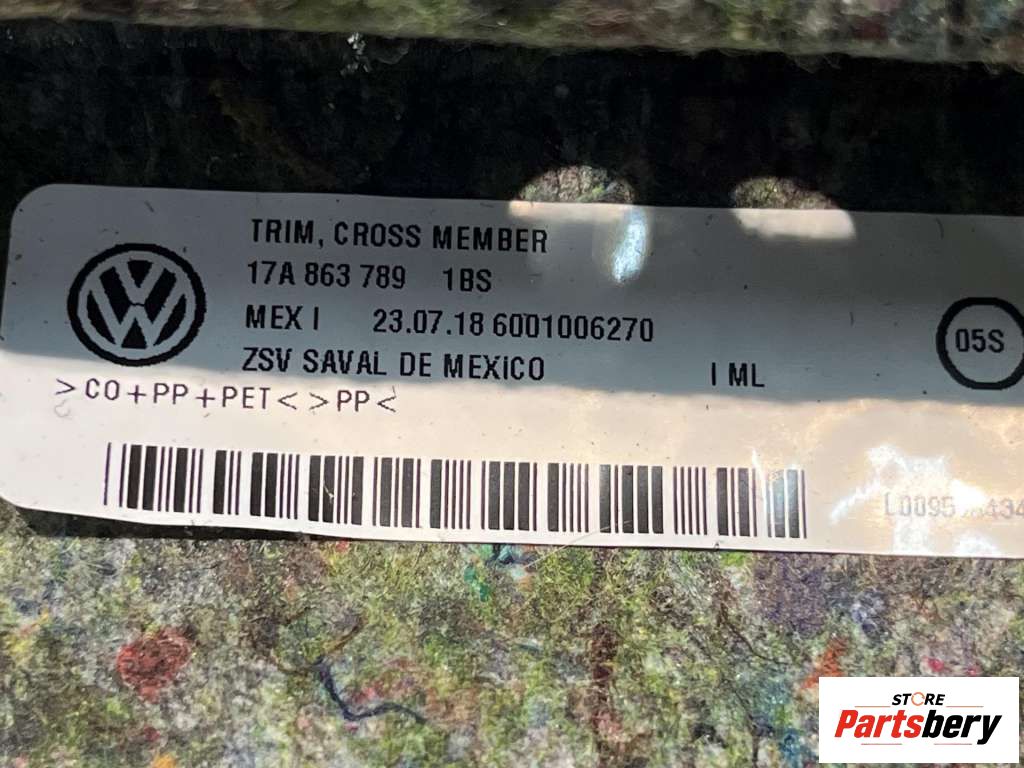 TRIM, CROSS MEMBER
17A 863 789 1BS
MEX I 23.07.18 6001006270
ZSV SAVAL DE MEXICO I ML
05S
>CO+PP+PET<>PP<
STORE
Partsbery